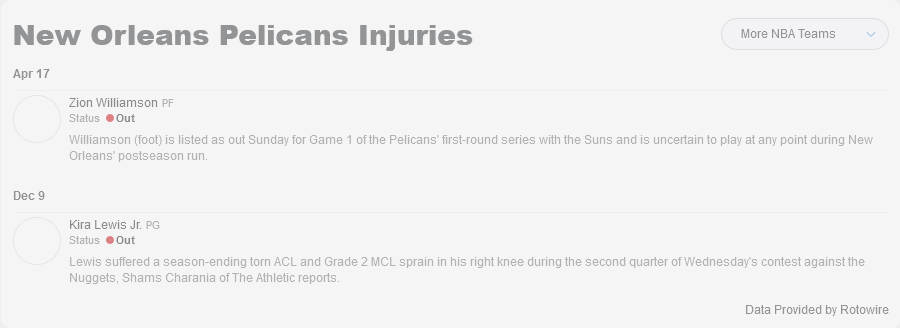 New Orleans Pelicans Injuries
More NBA Teams
Apr 17
Zion Williamson PF
Status Out
Williamson (foot) is listed as out Sunday for Game 1 of the Pelicans' first-round series with the Suns and is uncertain to play at any point during New
Orleans' postseason run.
Dec 9
Kira Lewis Jr. PG
Status Out
Lewis suffered a season-ending torn ACL and Grade 2 MCL sprain in his right knee during the second quarter of Wednesday's contest against the
Nuggets, Shams Charania of The Athletic reports.
Data Provided by Rotowire